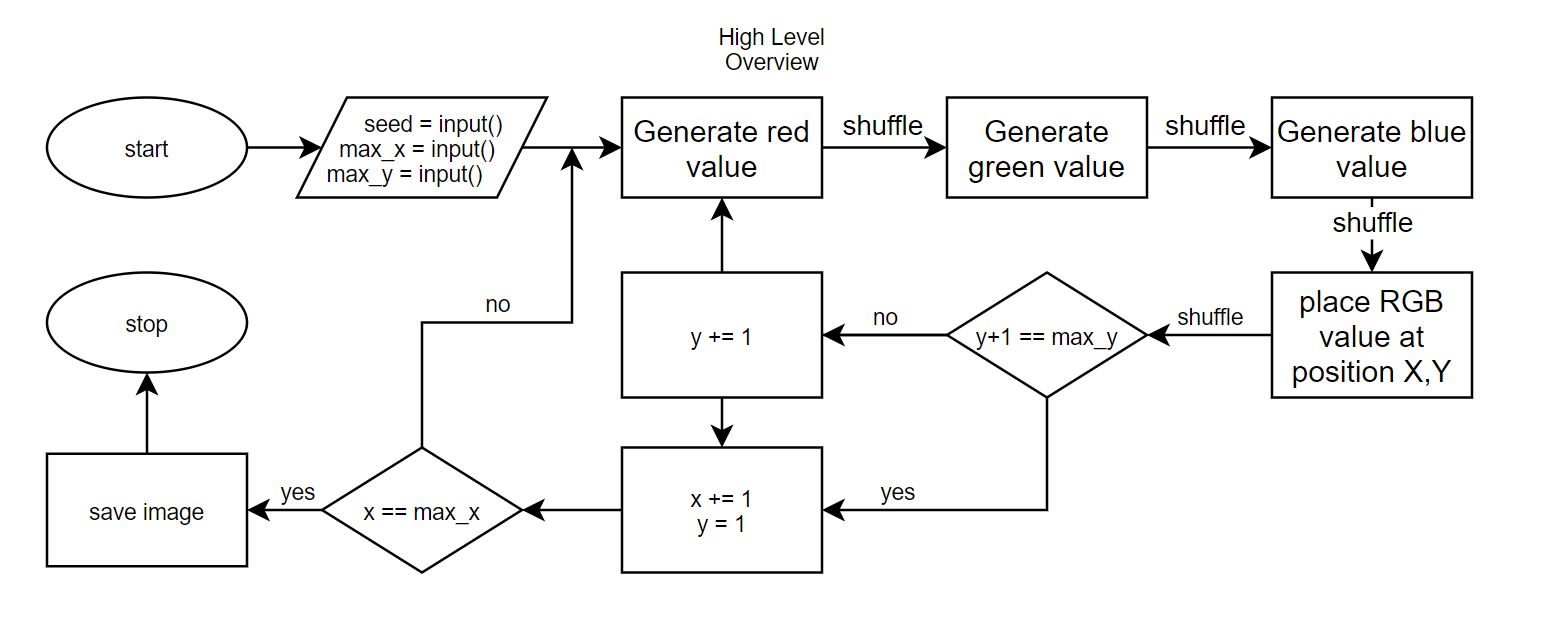 High Level
Overview
start
seed = input()
max_x = input()
max_y = input()
Generate red
value
shuffle
Generate
green value
shuffle
Generate blue
value
shuffle
place RGB
value at
position X,Y
shuffle
y+1 == max_y
no
y += 1
yes
x += 1
y = 1
x == max_x
no
yes
save image
stop